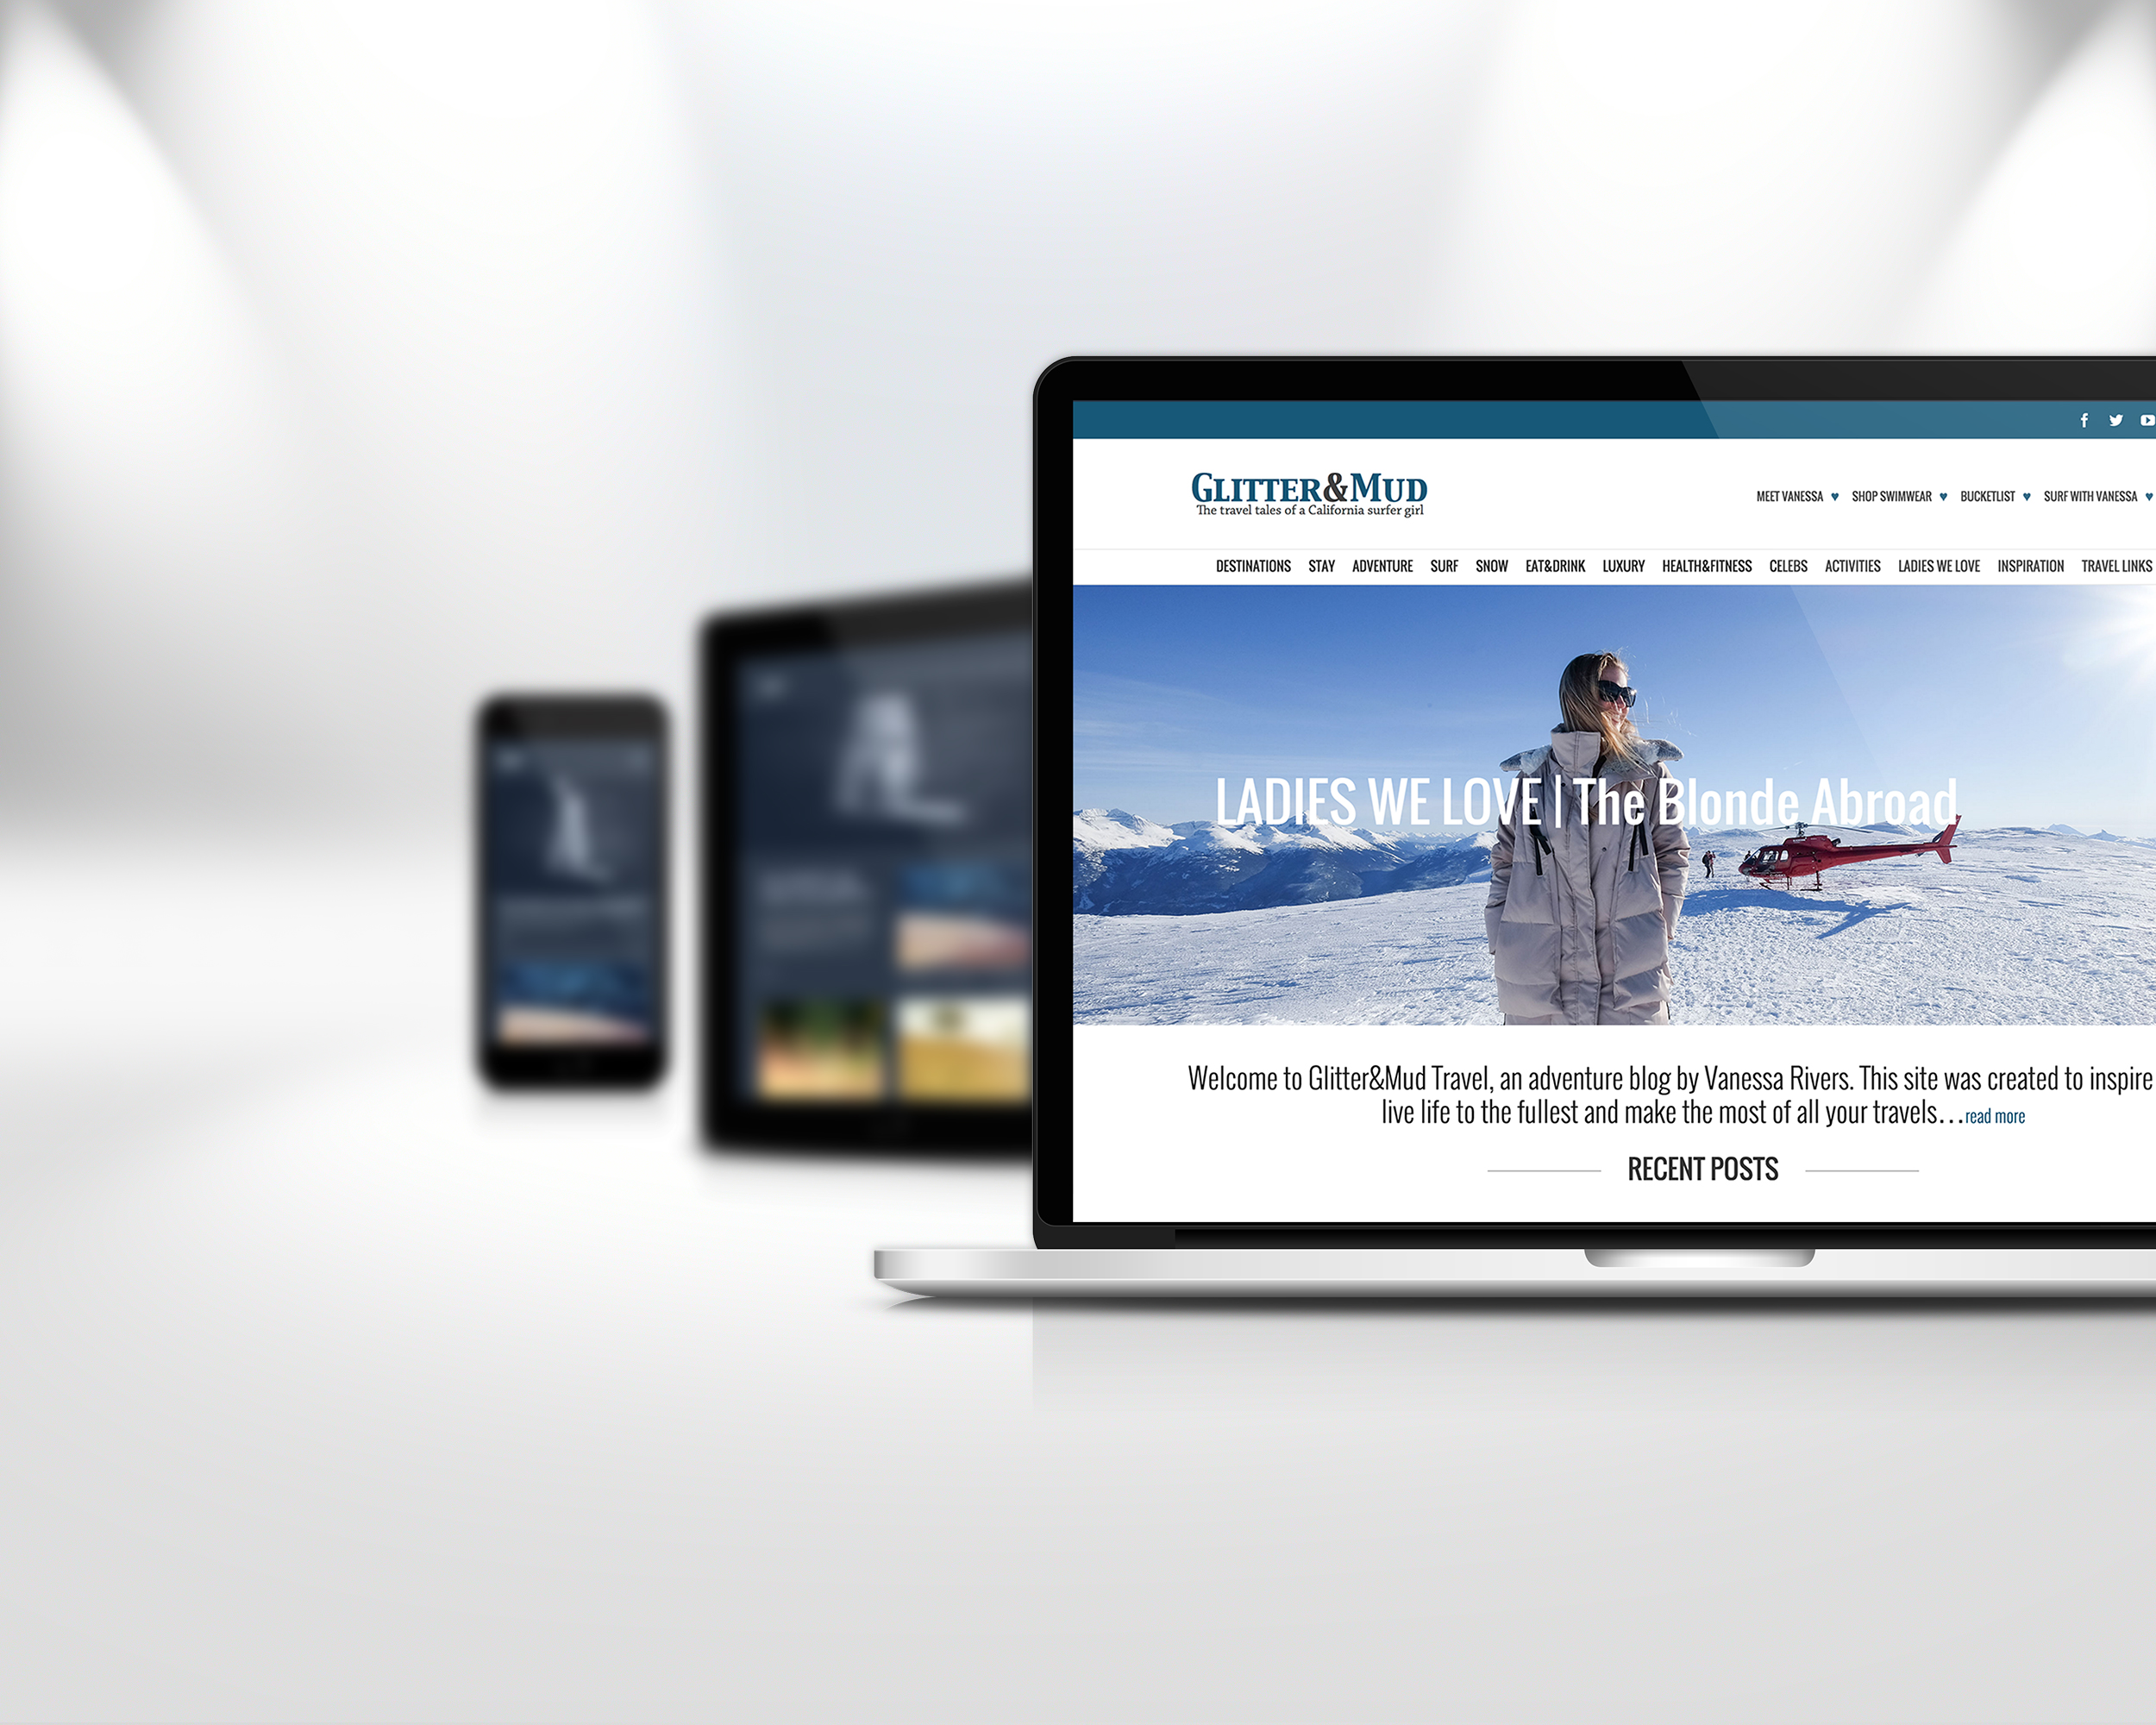 GLITTER&MUD
The travel tales of a California surfer girl
MEET VANESSA ♥ SHOP SWIMWEAR ♥ BUCKETLIST ♥ SURF WITH VANESSA ♥
DESTINATIONS STAY ADVENTURE SURF SNOW EAT&DRINK LUXURY HEALTH&FITNESS CELEBS ACTIVITIES LADIES WE LOVE INSPIRATION TRAVEL LINKS
LADIES WE LOVE | The Blonde Abroad
Welcome to Glitter&Mud Travel, an adventure blog by Vanessa Rivers. This site was created to inspire
live life to the fullest and make the most of all your travels...read more
RECENT POSTS